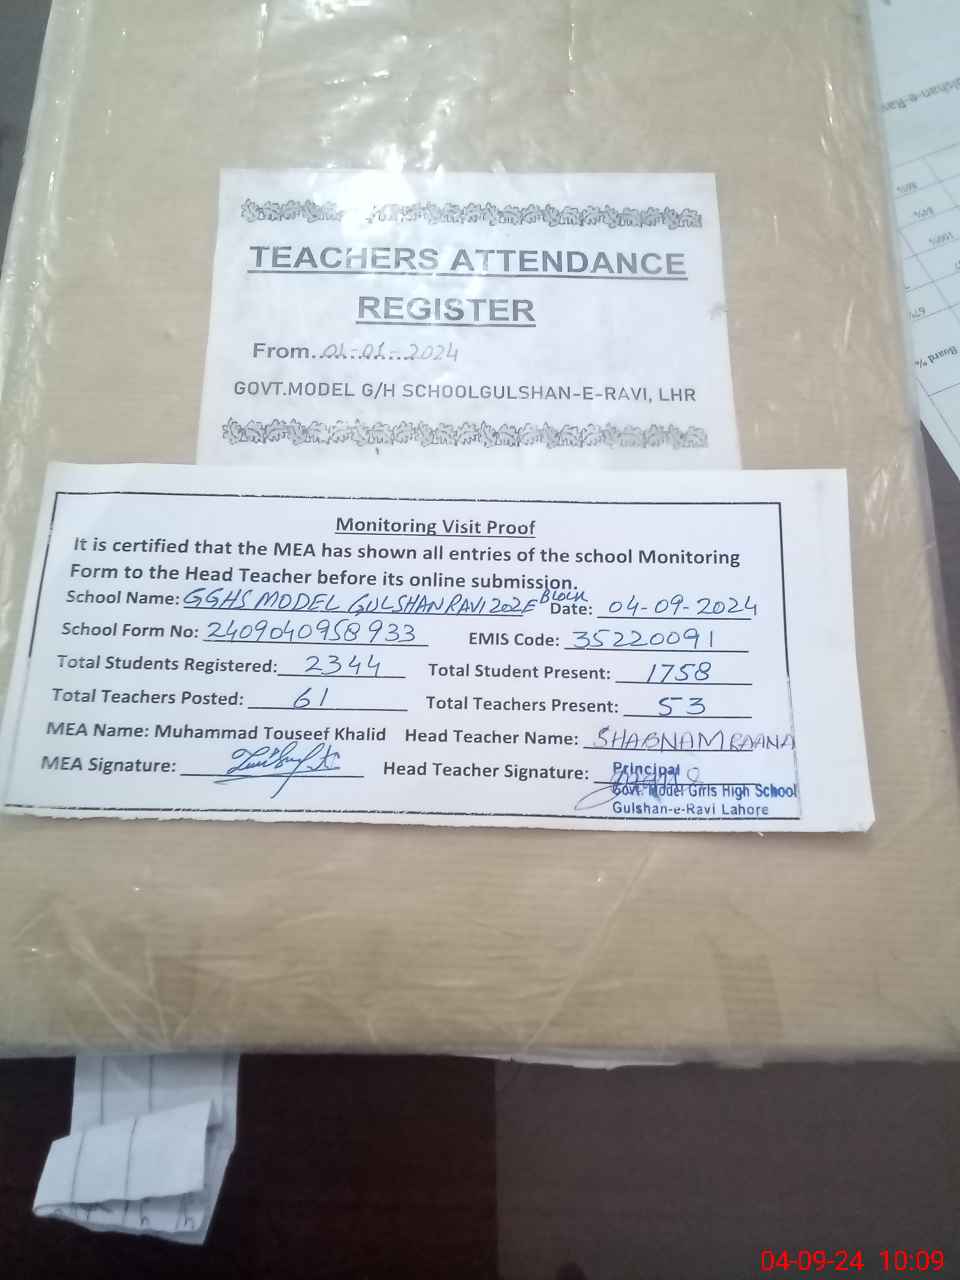 TEACHERS ATTENDANCE
REGISTER
From...01-01-2024
GOVT.MODEL G/H SCHOOLGULSHAN-E-RAVI, LHR
Monitoring Visit Proof
It is certified that the MEA has shown all entries of the school Monitoring
Form to the Head Teacher before its online submission.
School Name: GGHS MODEL GULSHAN RAVI 202 E Block Date: 04-09-2024
School Form No: 2409040958933 EMIS Code: 35220091
Total Students Registered: 2344 Total Student Present: 1758
Total Teachers Posted: 61 Total Teachers Present: 53
MEA Name: Muhammad Touseef Khalid Head Teacher Name: SHABNAM RAANA
MEA Signature: Head Teacher Signature:
Principal
Govt. Model Girls High School
Gulshan-e-Ravi Lahore
Board %
04-09-24 10:09